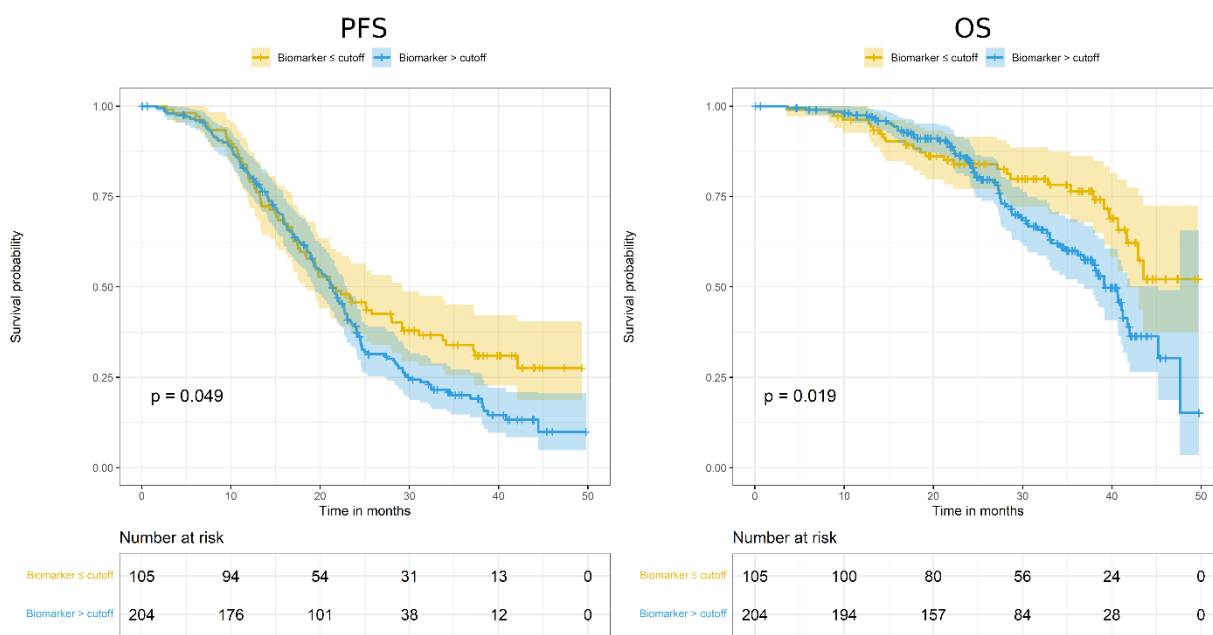 PFS
Biomarker ≤ cutoff Biomarker > cutoff
1.00
0.75
0.50
0.25
0.00
Survival probability
p = 0.049
0 10 20 30 40 50
Time in months
Number at risk
Biomarker ≤ cutoff 105 94 54 31 13 0
Biomarker > cutoff 204 176 101 38 12 0
OS
Biomarker ≤ cutoff Biomarker > cutoff
1.00
0.75
0.50
0.25
0.00
Survival probability
p = 0.019
0 10 20 30 40 50
Time in months
Number at risk
Biomarker ≤ cutoff 105 100 80 56 24 0
Biomarker > cutoff 204 194 157 84 28 0